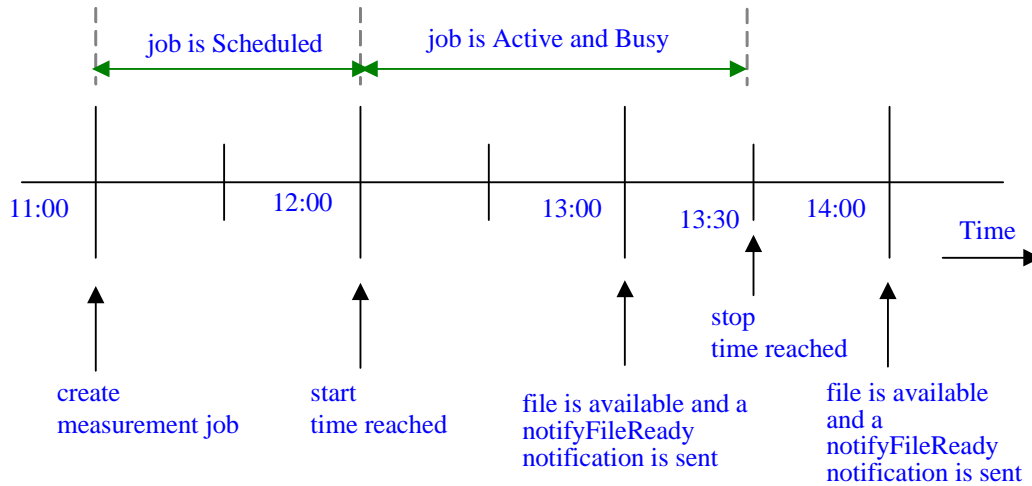 job is Scheduled
job is Active and Busy
11:00
12:00
13:00
13:30
14:00
Time
create
measurement job
start
time reached
file is available and a
notifyFileReady
notification is sent
stop
time reached
file is available
and a
notifyFileReady
notification is sent